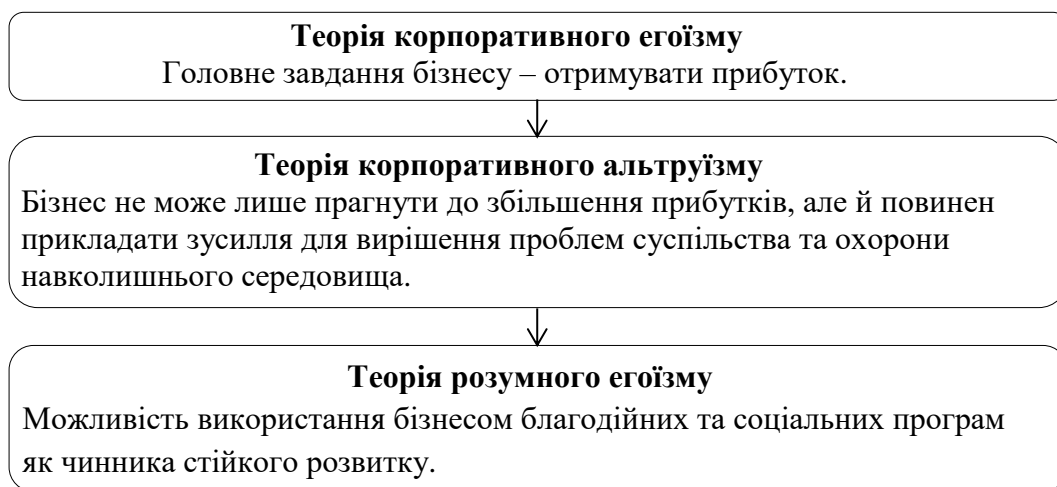 Теорія корпоративного егоїзму
Головне завдання бізнесу – отримувати прибуток.
Теорія корпоративного альтруїзму
Бізнес не може лише прагнути до збільшення прибутків, але й повинен
прикладати зусилля для вирішення проблем суспільства та охорони
навколишнього середовища.
Теорія розумного егоїзму
Можливість використання бізнесом благодійних та соціальних програм
як чинника стійкого розвитку.